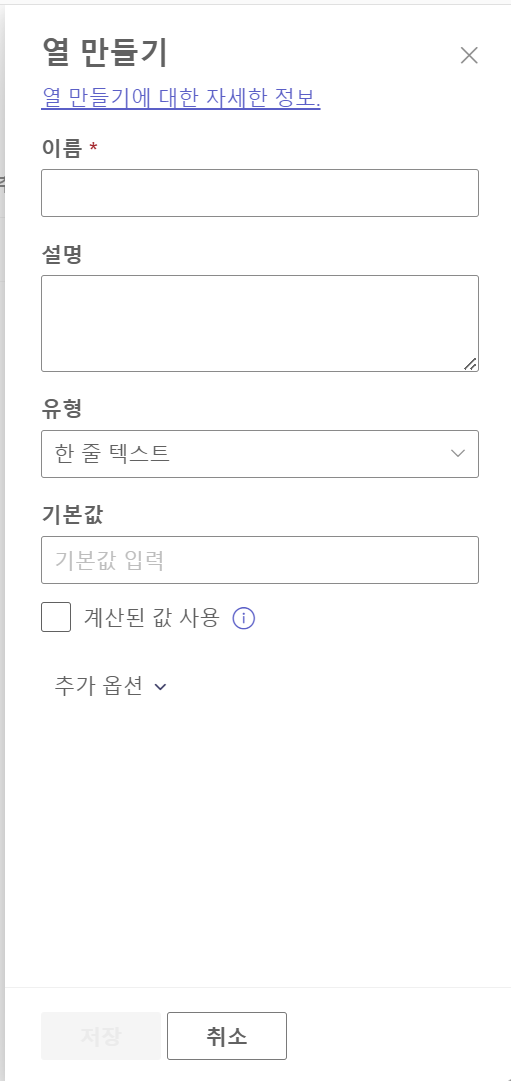 열 만들기
열 만들기에 대한 자세한 정보.
이름 *
설명
유형
한 줄 텍스트
기본값
기본값 입력
계산된 값 사용
추가 옵션
저장
취소